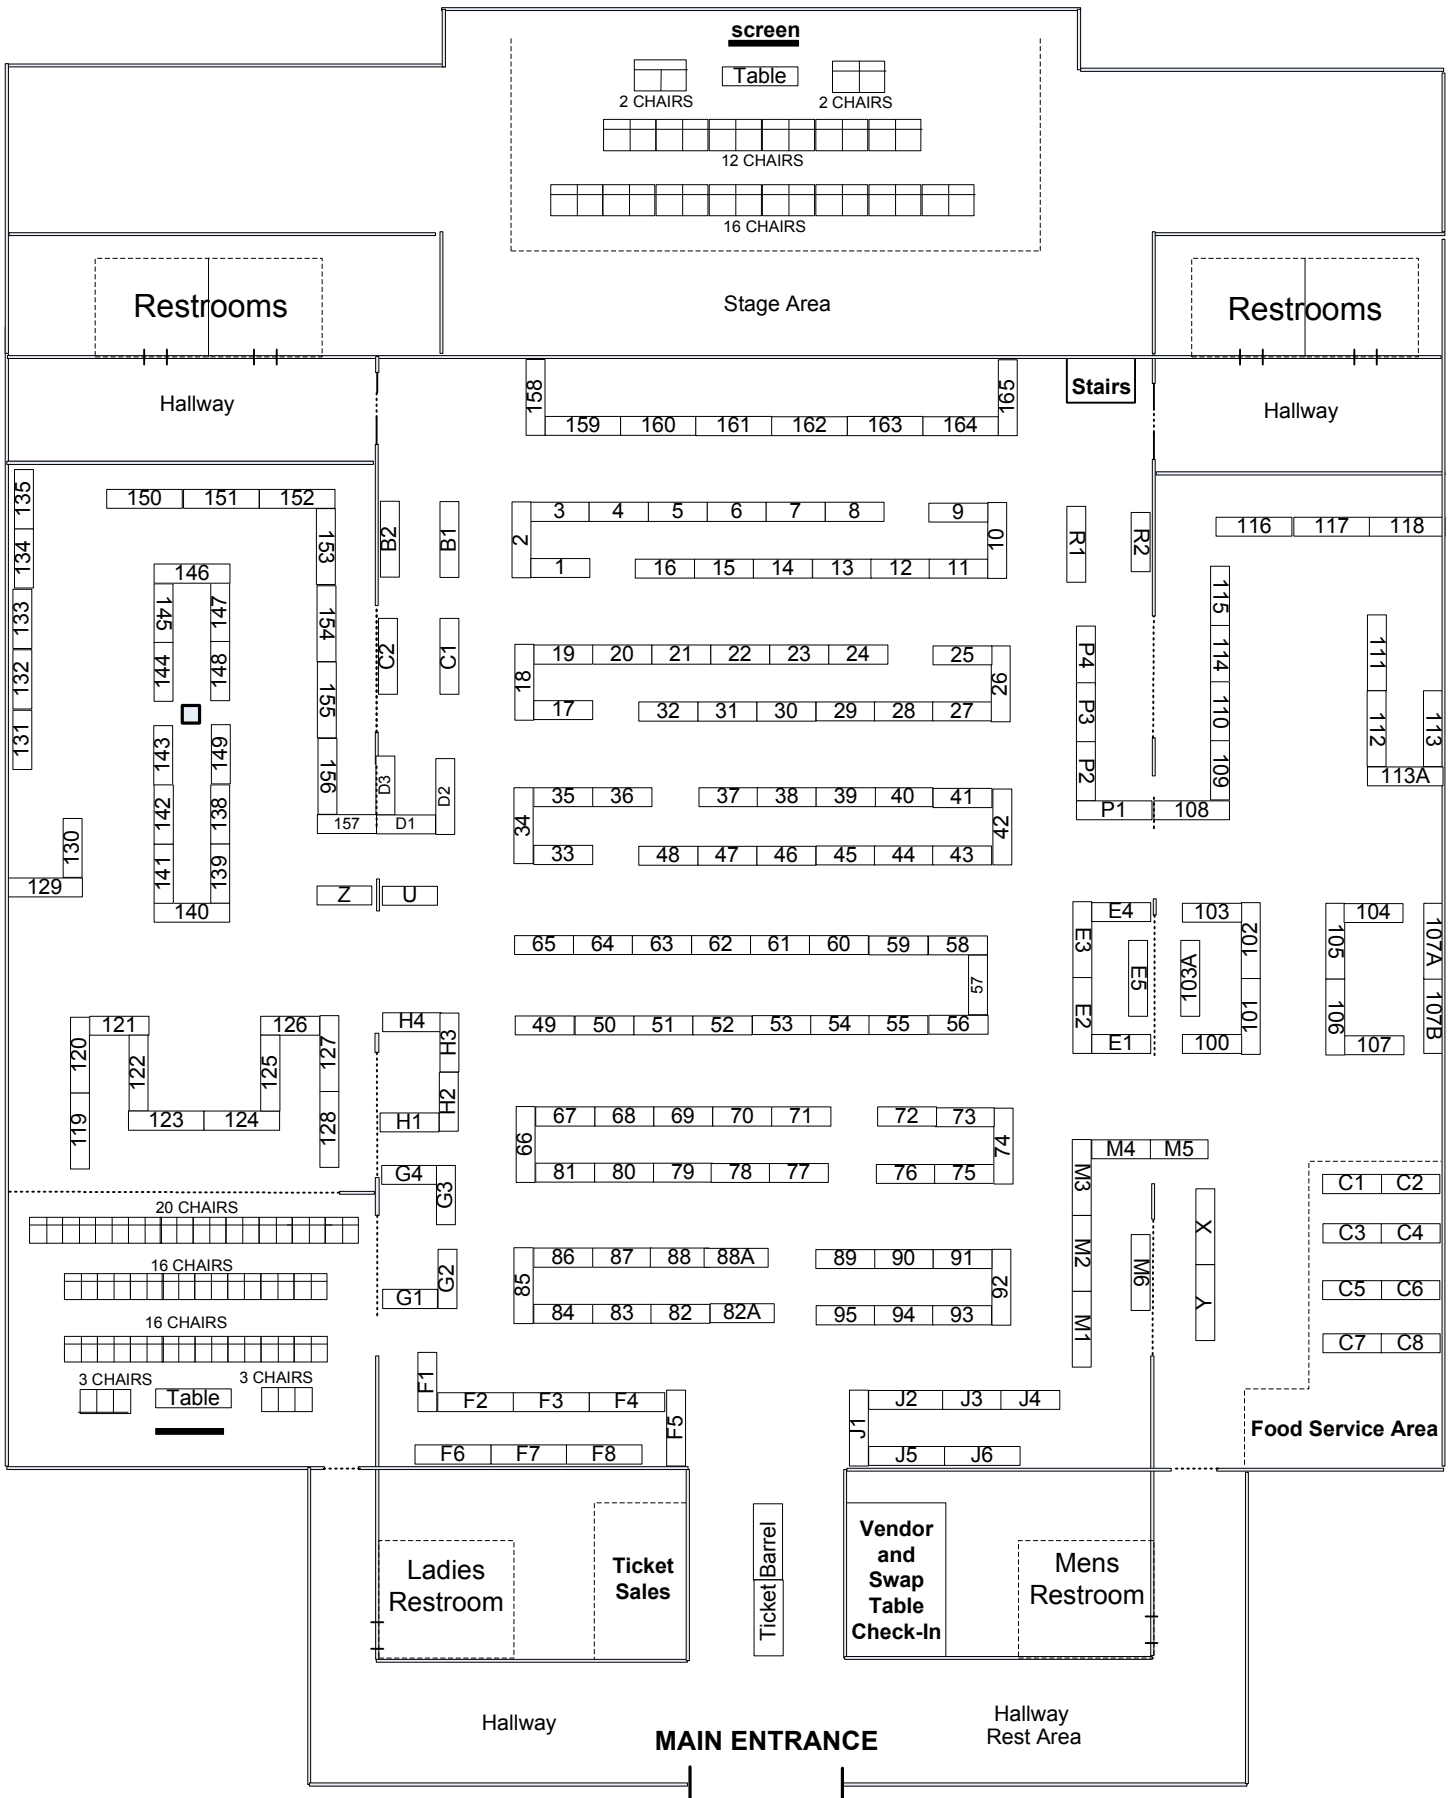 screen
Table
2 CHAIRS 2 CHAIRS
12 CHAIRS
16 CHAIRS
Restrooms
Stage Area
Restrooms
Hallway
Stairs
Hallway
158 165
159 160 161 162 163 164
135
150 151 152
134
153
B2 B1
2
3 4 5 6 7 8 9
10
1 16 15 14 13 12 11
R1 R2
116 117 118
146
133
145 147
154
115
132
144 148
C2 C1
18
19 20 21 22 23 24 25
26
17 32 31 30 29 28 27
P4
114
111
131
155
P3
110
112 113
143 149
156
D3 D2
P2
109
113A
157 D1
P1 108
142 138
34
35 36 37 38 39 40 41
42
33 48 47 46 45 44 43
130
141 139
129
140
Z U
65 64 63 62 61 60 59 58
57
49 50 51 52 53 54 55 56
E4
103
104
E3
102
105
107A
E5 103A
E2
101
106
107B
E1
100
107
121 126
H4
120
122
125
127
H3
H2
123 124
H1
119
128
66
67 68 69 70 71 72 73
74
81 80 79 78 77 76 75
G4
G3
M4 M5
M3
C1 C2
X
C3 C4
M2
M6
C5 C6
Y
M1
C7 C8
20 CHAIRS
16 CHAIRS
16 CHAIRS
3 CHAIRS 3 CHAIRS
Table
G2
G1
85
86 87 88 88A 89 90 91
92
84 83 82 82A 95 94 93
F1
F2 F3 F4
F5
F6 F7 F8
J1
J2 J3 J4
J5 J6
Food Service Area
Ladies
Restroom
Ticket
Sales
Ticket Barrel
Vendor
and
Swap
Table
Check-In
Mens
Restroom
Hallway
Hallway
Rest Area
MAIN ENTRANCE